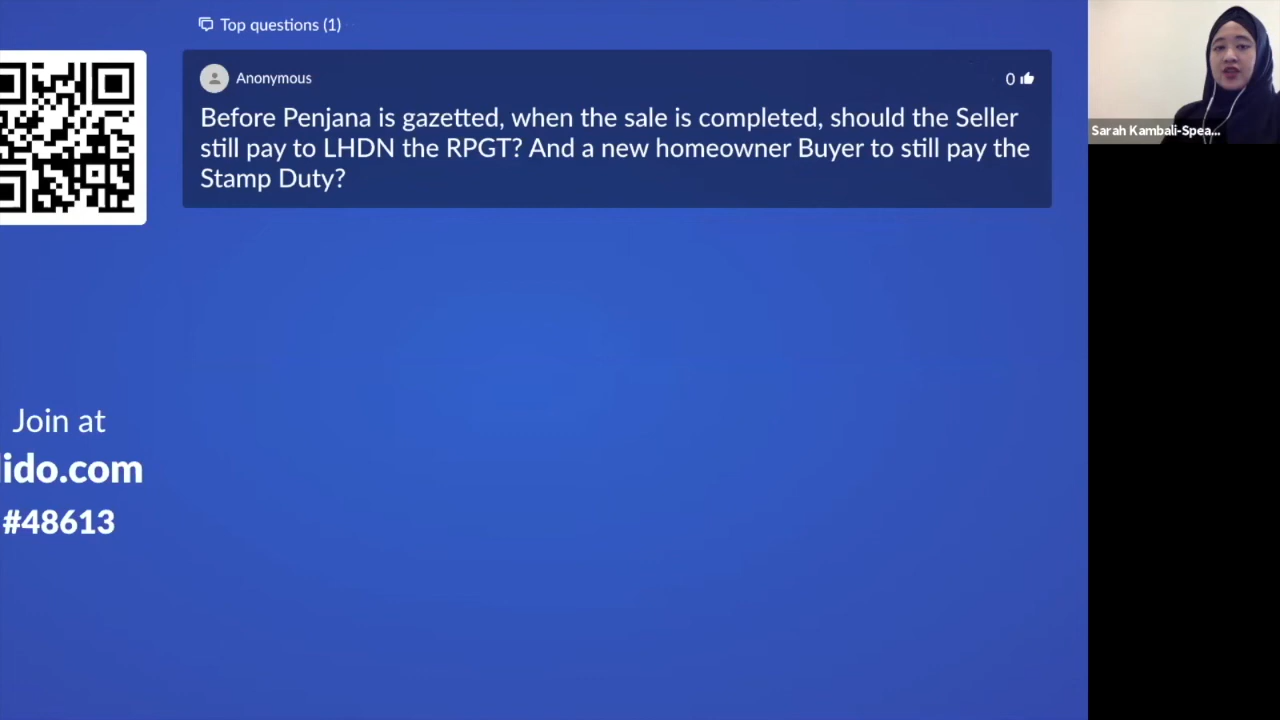 Top questions (1)
Anonymous
0
Before Penjana is gazetted, when the sale is completed, should the Seller
still pay to LHDN the RPGT? And a new homeowner Buyer to still pay the
Stamp Duty?
Sarah Kambali-Spea...
Join at
lido.com
#48613